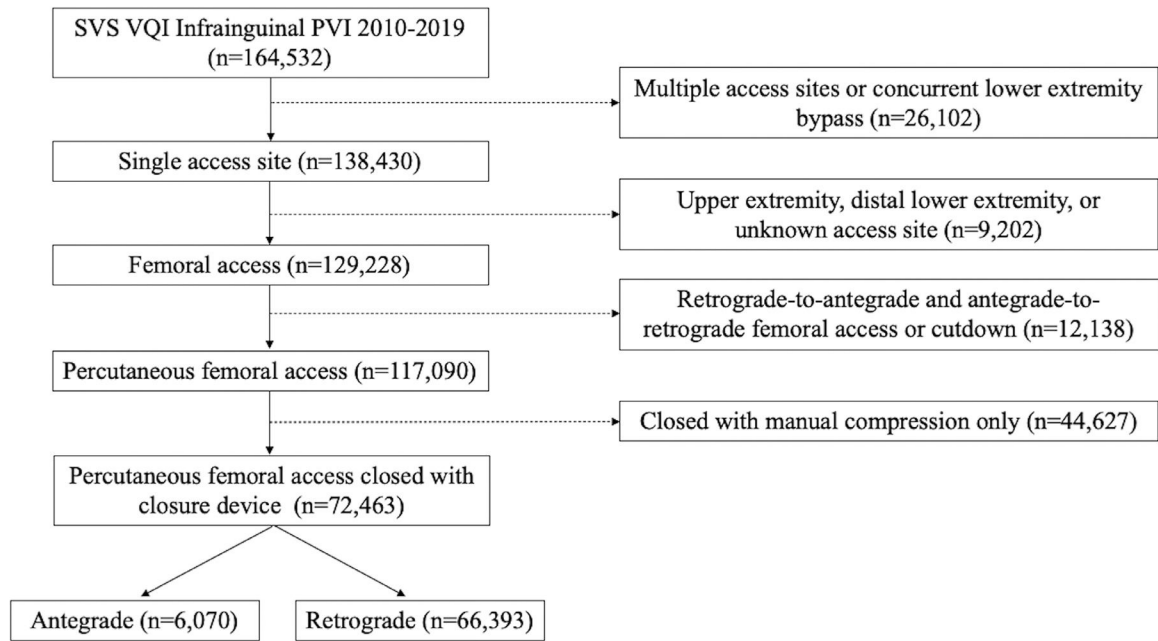 SVS VQI Infrainguinal PVI 2010-2019
(n=164,532)
Multiple access sites or concurrent lower extremity
bypass (n=26,102)
Single access site (n=138,430)
Upper extremity, distal lower extremity, or
unknown access site (n=9,202)
Femoral access (n=129,228)
Retrograde-to-antegrade and antegrade-to-
retrograde femoral access or cutdown (n=12,138)
Percutaneous femoral access (n=117,090)
Closed with manual compression only (n=44,627)
Percutaneous femoral access closed with
closure device (n=72,463)
Antegrade (n=6,070)
Retrograde (n=66,393)